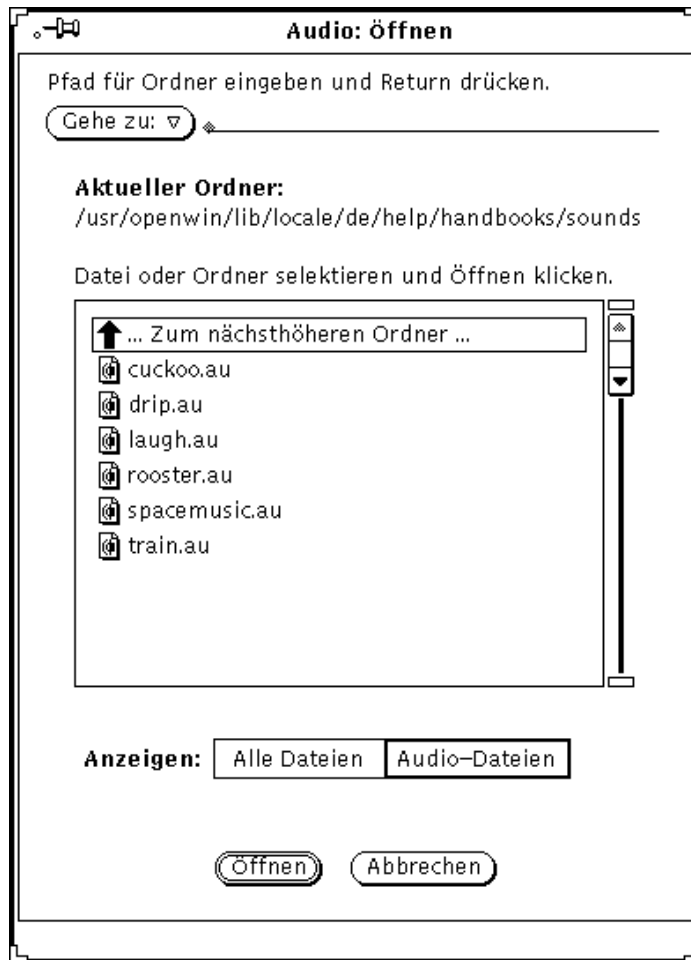 Audio: Öffnen
Pfad für Ordner eingeben und Return drücken.
Gehe zu:
Aktueller Ordner:
/usr/openwin/lib/locale/de/help/handbooks/sounds
Datei oder Ordner selektieren und Öffnen klicken.
... Zum nächsthöheren Ordner ...
cuckoo.au
drip.au
laugh.au
rooster.au
spacemusic.au
train.au
Anzeigen: Alle Dateien Audio–Dateien
Öffnen Abbrechen